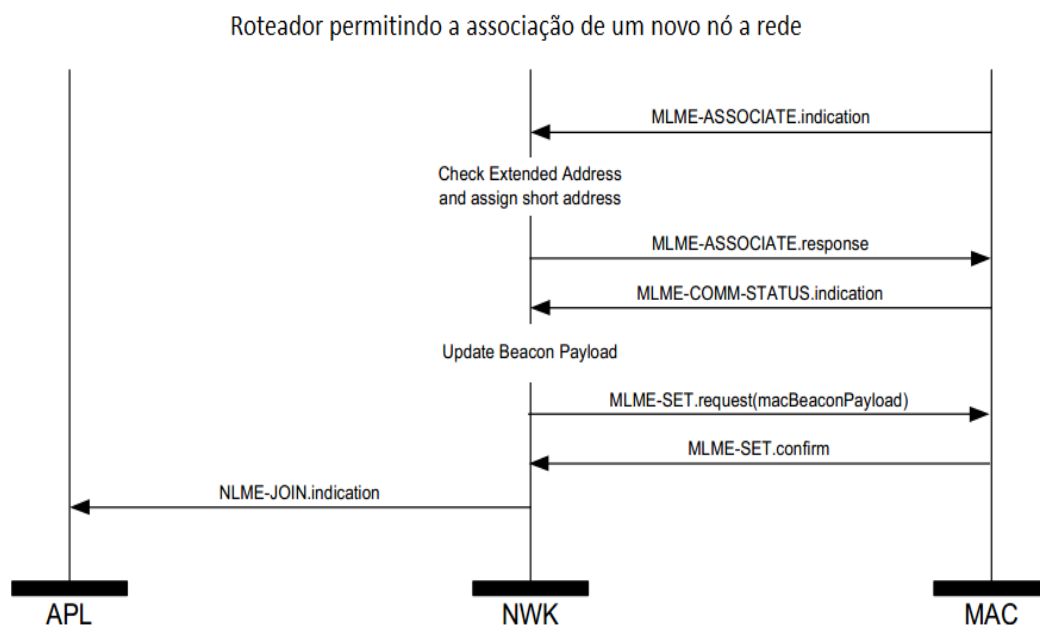 Roteador permitindo a associação de um novo nó a rede
MLME-ASSOCIATE.indication
Check Extended Address
and assign short address
MLME-ASSOCIATE.response
MLME-COMM-STATUS.indication
Update Beacon Payload
MLME-SET.request(macBeaconPayload)
MLME-SET.confirm
NLME-JOIN.indication
APL
NWK
MAC